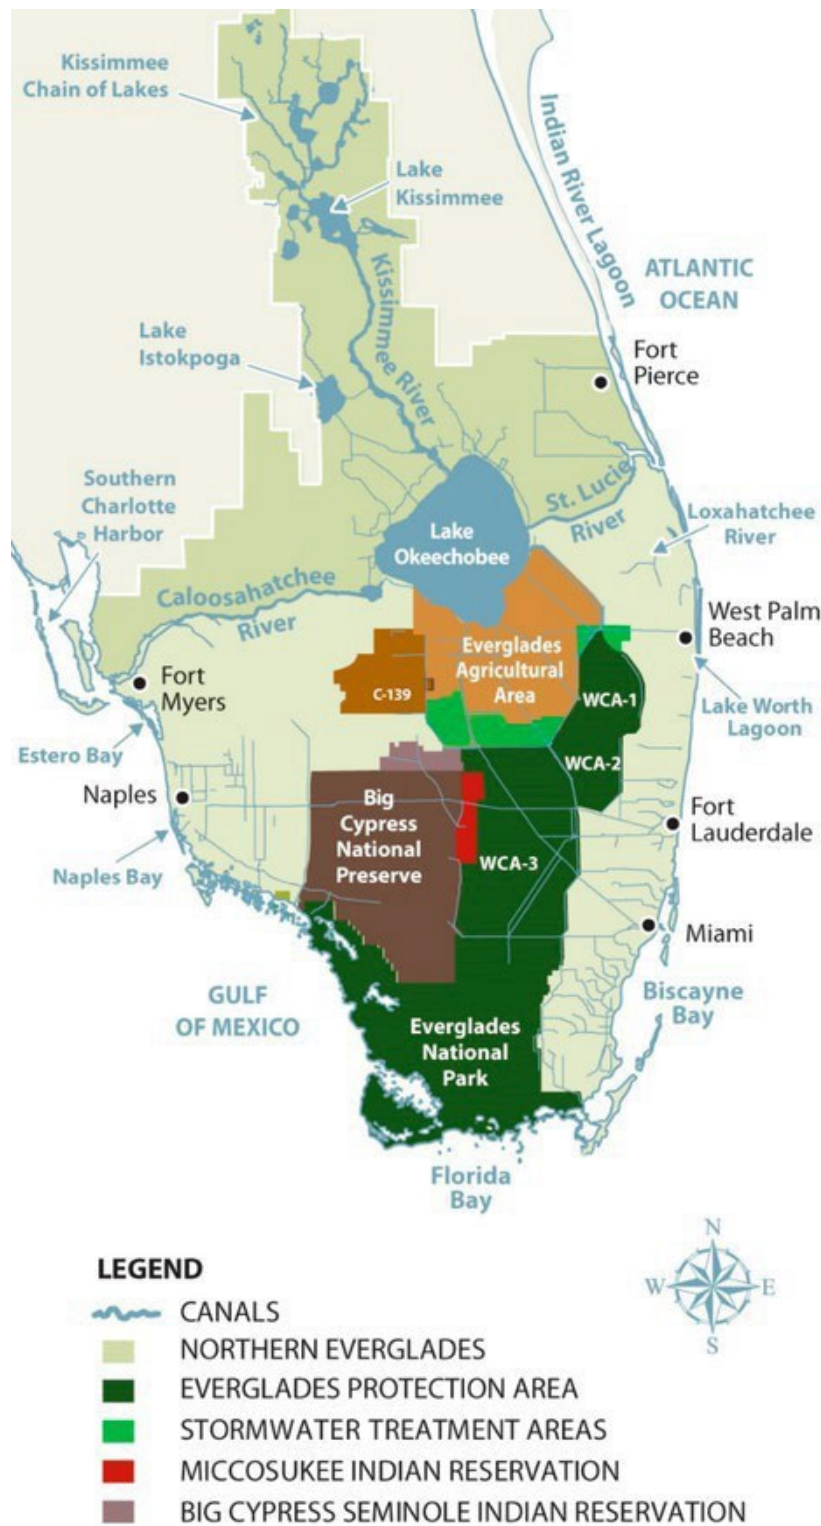 Kissimmee
Chain of Lakes
Lake
Kissimmee
Indian River Lagoon
ATLANTIC
OCEAN
Kissimmee River
Lake
Istokpoga
Fort
Pierce
Southern
Charlotte
Harbor
St. Lucie
River
Lake
Okeechobee
Loxahatchee
River
Caloosahatchee
River
West Palm
Beach
Everglades
Agricultural
Area
Fort
Myers
C-139
WCA-1
Lake Worth
Lagoon
Estero Bay
WCA-2
Naples
Big
Cypress
National
Preserve
Fort
Lauderdale
WCA-3
Naples Bay
Miami
GULF
OF MEXICO
Biscayne
Bay
Everglades
National
Park
Florida
Bay
N
W
E
S
LEGEND
CANALS
NORTHERN EVERGLADES
EVERGLADES PROTECTION AREA
STORMWATER TREATMENT AREAS
MICCOSUKEE INDIAN RESERVATION
BIG CYPRESS SEMINOLE INDIAN RESERVATION